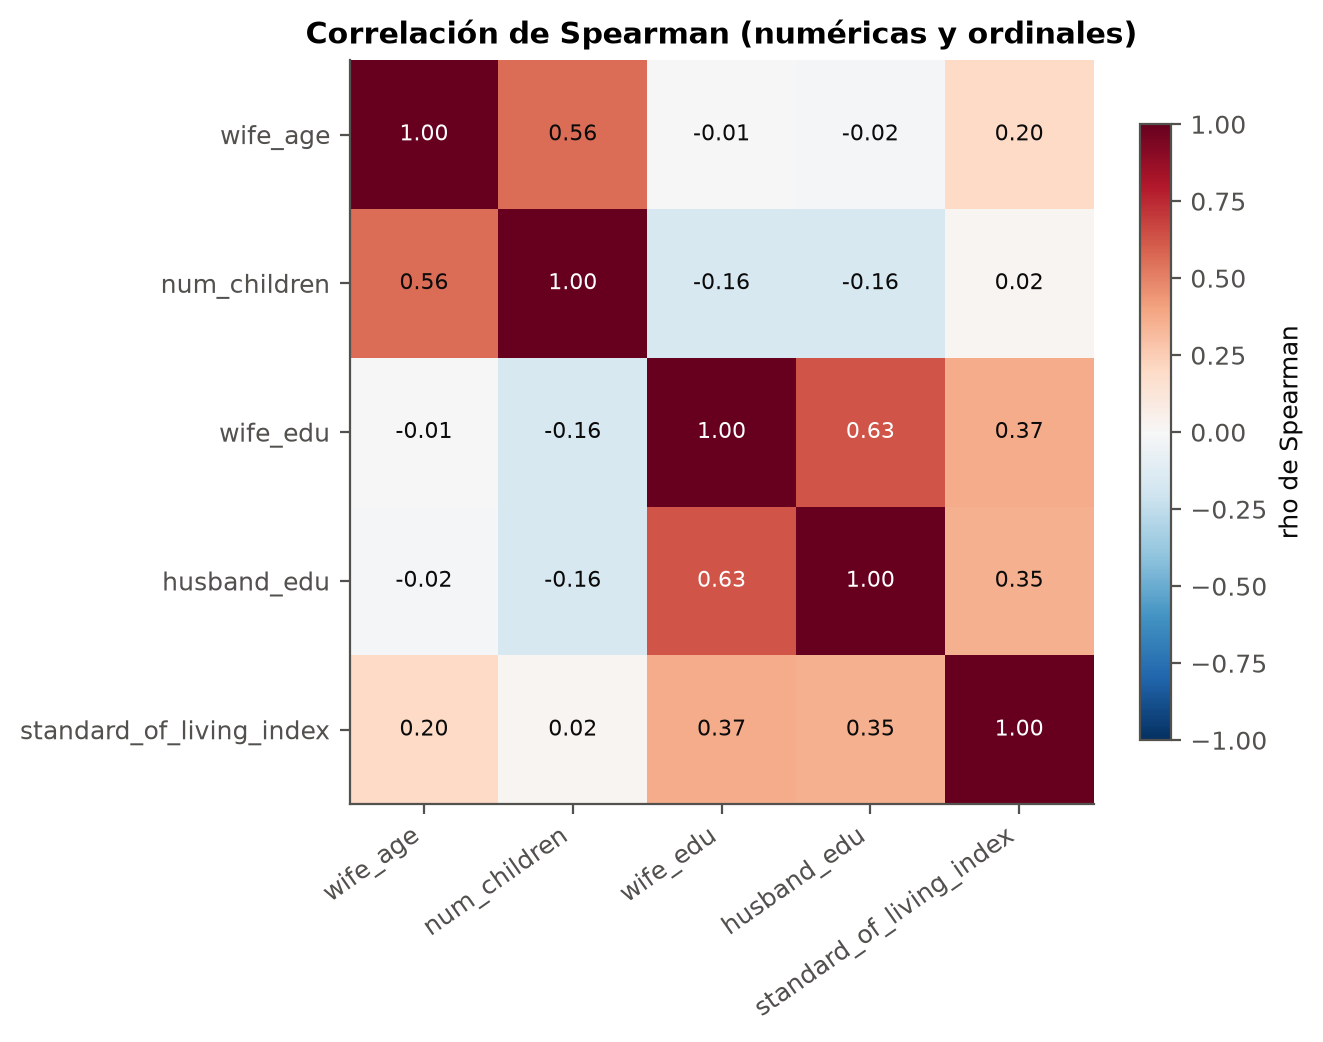 Correlación de Spearman (numéricas y ordinales)
wife_age 1.00 0.56 -0.01 -0.02 0.20
num_children 0.56 1.00 -0.16 -0.16 0.02
wife_edu -0.01 -0.16 1.00 0.63 0.37
husband_edu -0.02 -0.16 0.63 1.00 0.35
standard_of_living_index 0.20 0.02 0.37 0.35 1.00
wife_age
num_children
wife_edu
husband_edu
standard_of_living_index
1.00
0.75
0.50
0.25
0.00
−0.25
−0.50
−0.75
−1.00
rho de Spearman